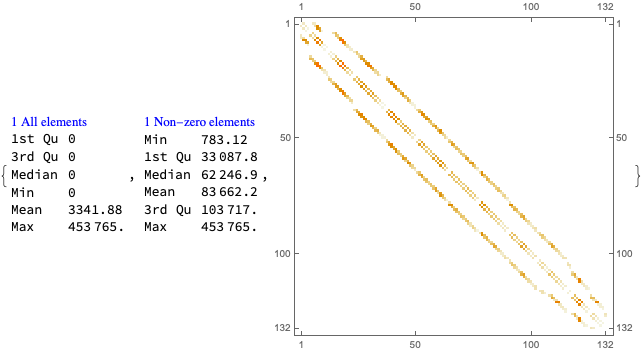 1 All elements
1st Qu 0
3rd Qu 0
Median 0
Min 0
Mean 3341.88
Max 453 765.
,
1 Non-zero elements
Min 783.12
1st Qu 33 087.8
Median 62 246.9
Mean 83 662.2
3rd Qu 103 717.
Max 453 765.
,
1 50 100 132
1 1
50 50
100 100
132 132
1 50 100 132